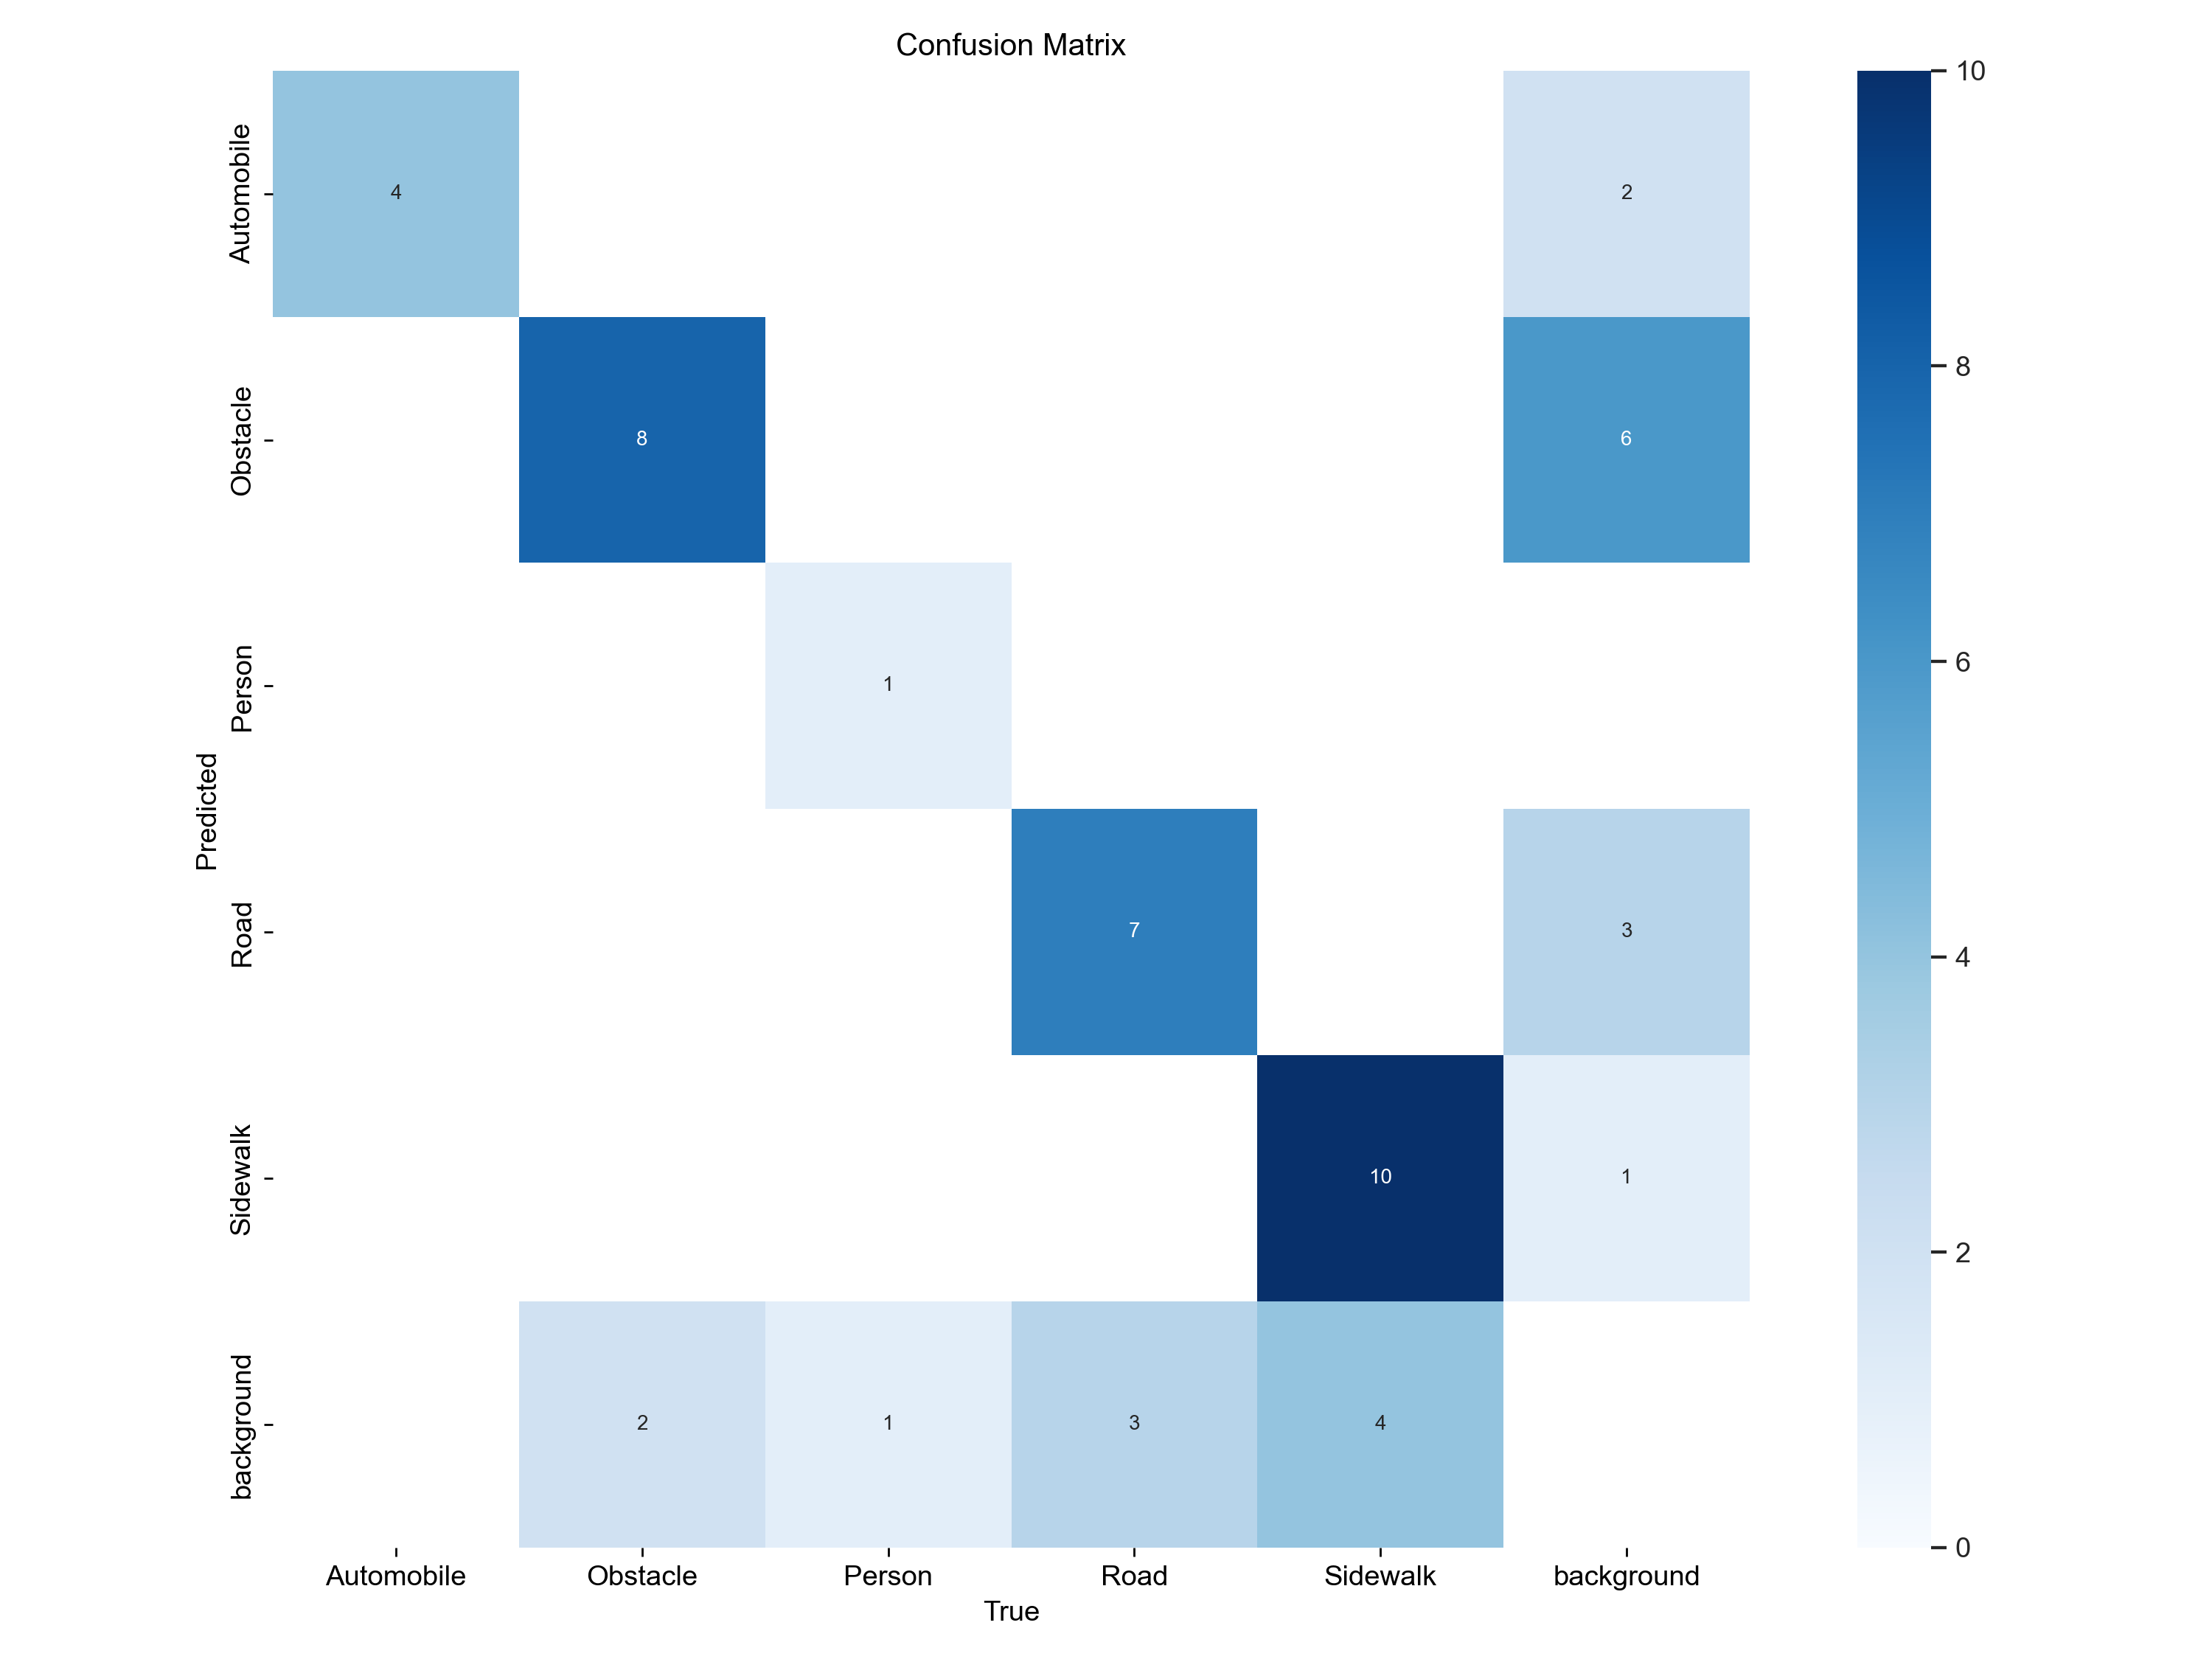 Confusion Matrix
Automobile
4
2
Obstacle
8
6
Person
1
Predicted
Road
7
3
Sidewalk
10
1
background
2
1
3
4
Automobile
Obstacle
Person
Road
Sidewalk
background
True
10
8
6
4
2
0